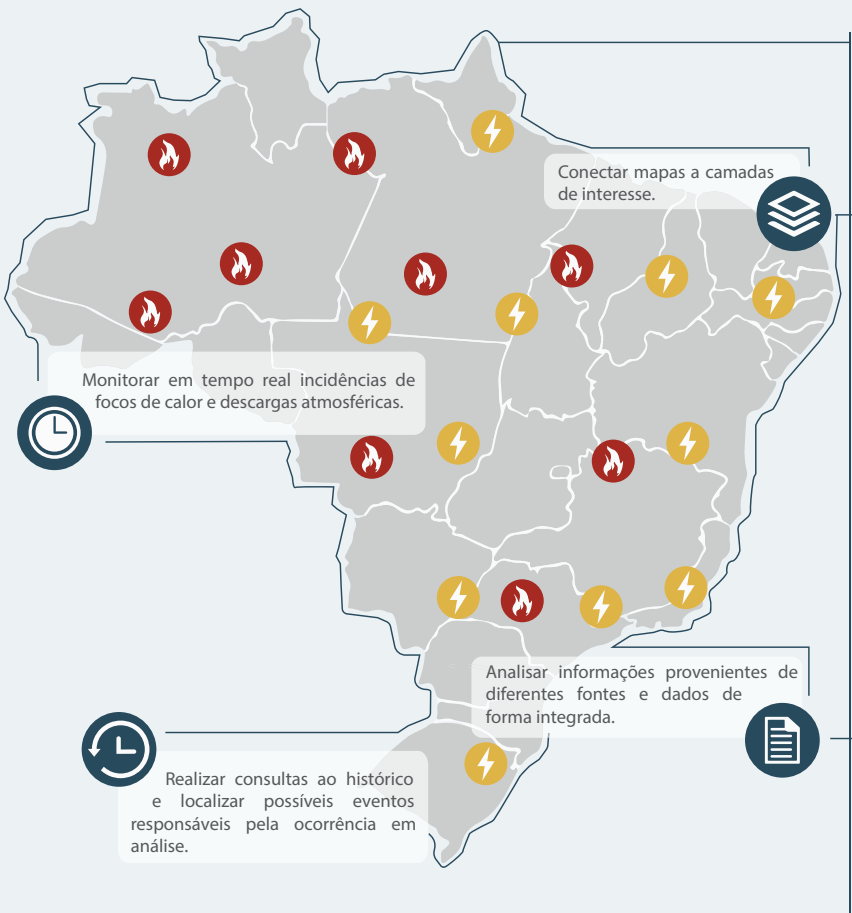 Conectar mapas a camadas
de interesse.
Monitorar em tempo real incidências de
focos de calor e descargas atmosféricas.
Analisar informações provenientes de
diferentes fontes e dados de
forma integrada.
Realizar consultas ao histórico
e localizar possíveis eventos
responsáveis pela ocorrência em
análise.